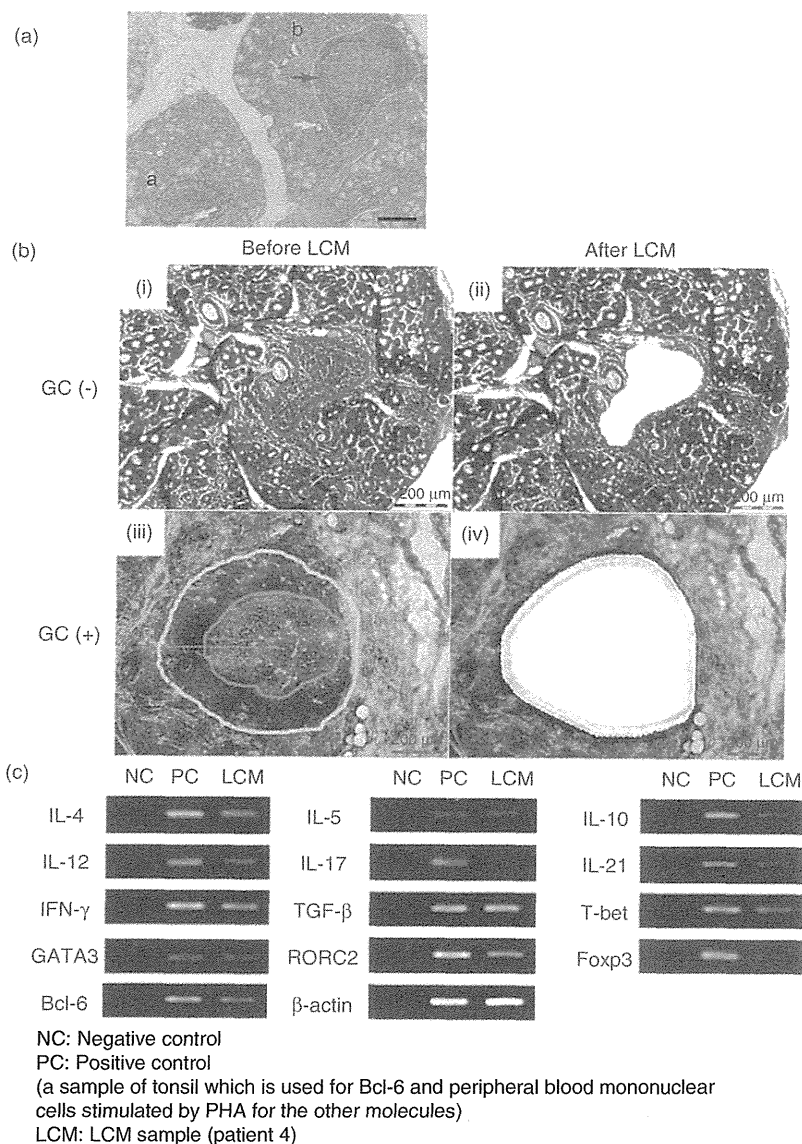 (a)
b
a
(b)
Before LCM
After LCM
GC (-)
(i)
200 µm
(ii)
200 µm
GC (+)
(iii)
(iv)
(c)
NC PC LCM
NC PC LCM
NC PC LCM
IL-4
IL-5
IL-10
IL-12
IL-17
IL-21
IFN-γ
TGF-β
T-bet
GATA3
RORC2
Foxp3
Bcl-6
β-actin
NC: Negative control
PC: Positive control
(a sample of tonsil which is used for Bcl-6 and peripheral blood mononuclear
cells stimulated by PHA for the other molecules)
LCM: LCM sample (patient 4)